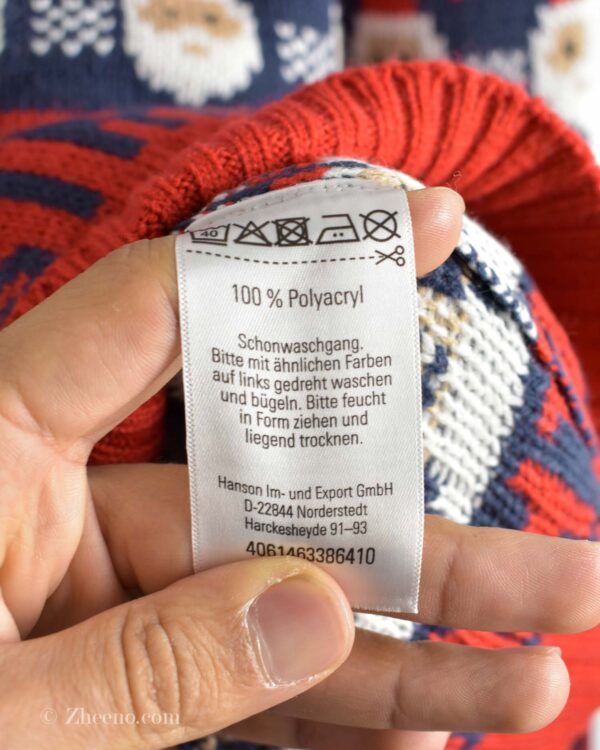 40
100 % Polyacryl
Schonwaschgang.
Bitte mit ähnlichen Farben
auf links gedreht waschen
und bügeln. Bitte feucht
in Form ziehen und
liegend trocknen.
Hanson Im- und Export GmbH
D-22844 Norderstedt
Harckesheyde 91–93
4061463386410
© Zheeno.com